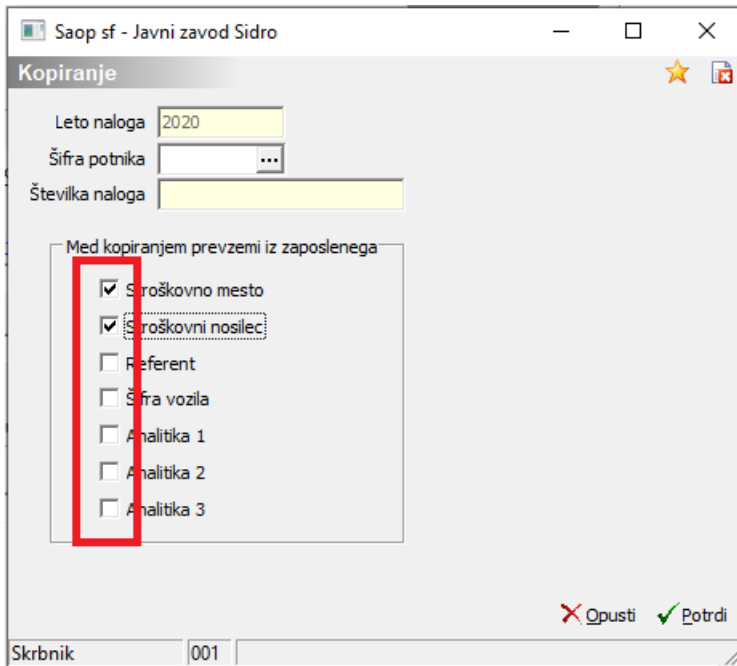 Saop sf - Javni zavod Sidro
Kopiranje
Leto naloga 2020
Šifra potnika ...
Številka naloga
Med kopiranjem prevzemi iz zaposlenega
Stroškovno mesto
Stroškovni nosilec
Referent
Šifra vozila
Analitika 1
Analitika 2
Analitika 3
Opusti Potrdi
Skrbnik 001